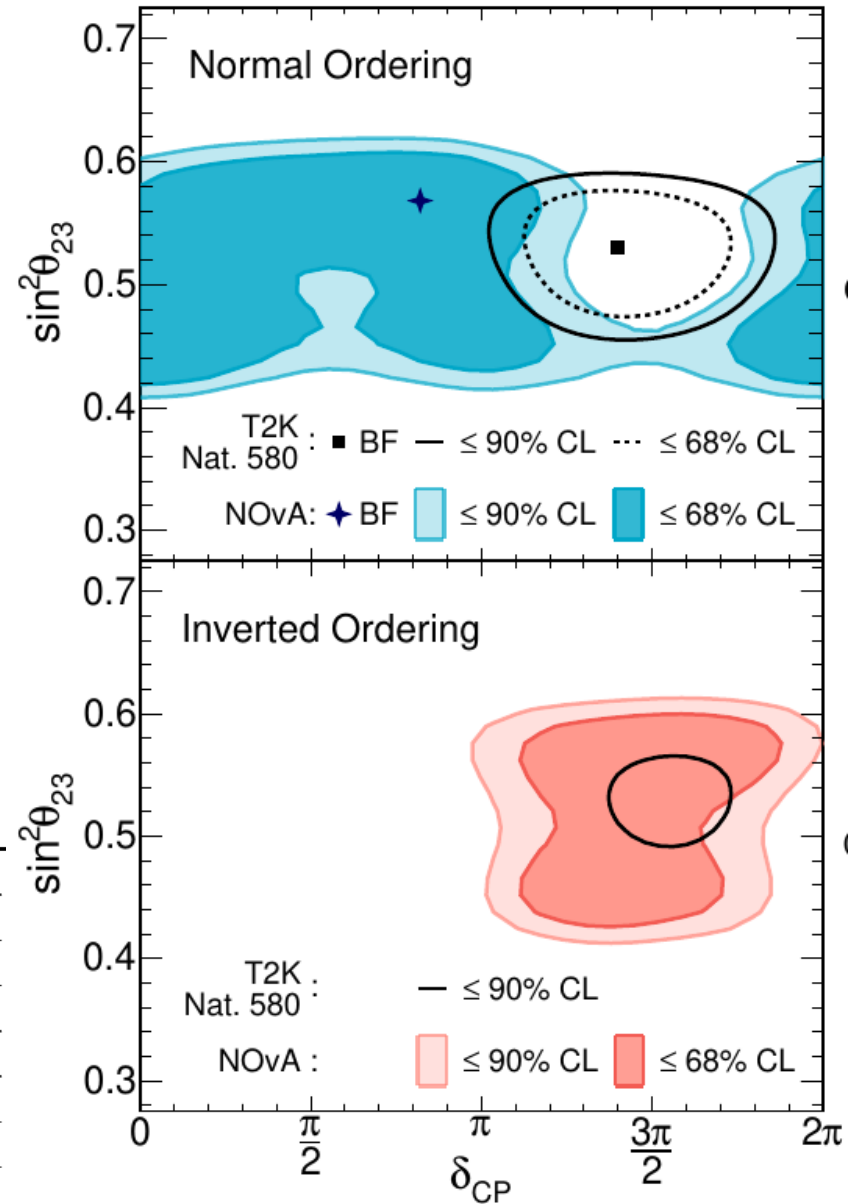 Normal Ordering
0.7
0.6
0.5
0.4
0.3
sin²θ₂₃
T2K
Nat. 580 : BF ≤ 90% CL ≤ 68% CL
NOvA: BF ≤ 90% CL ≤ 68% CL
Inverted Ordering
0.7
0.6
0.5
0.4
0.3
sin²θ₂₃
T2K
Nat. 580 : ≤ 90% CL
NOvA : ≤ 90% CL ≤ 68% CL
0 π/2 π 3π/2 2π
δCP